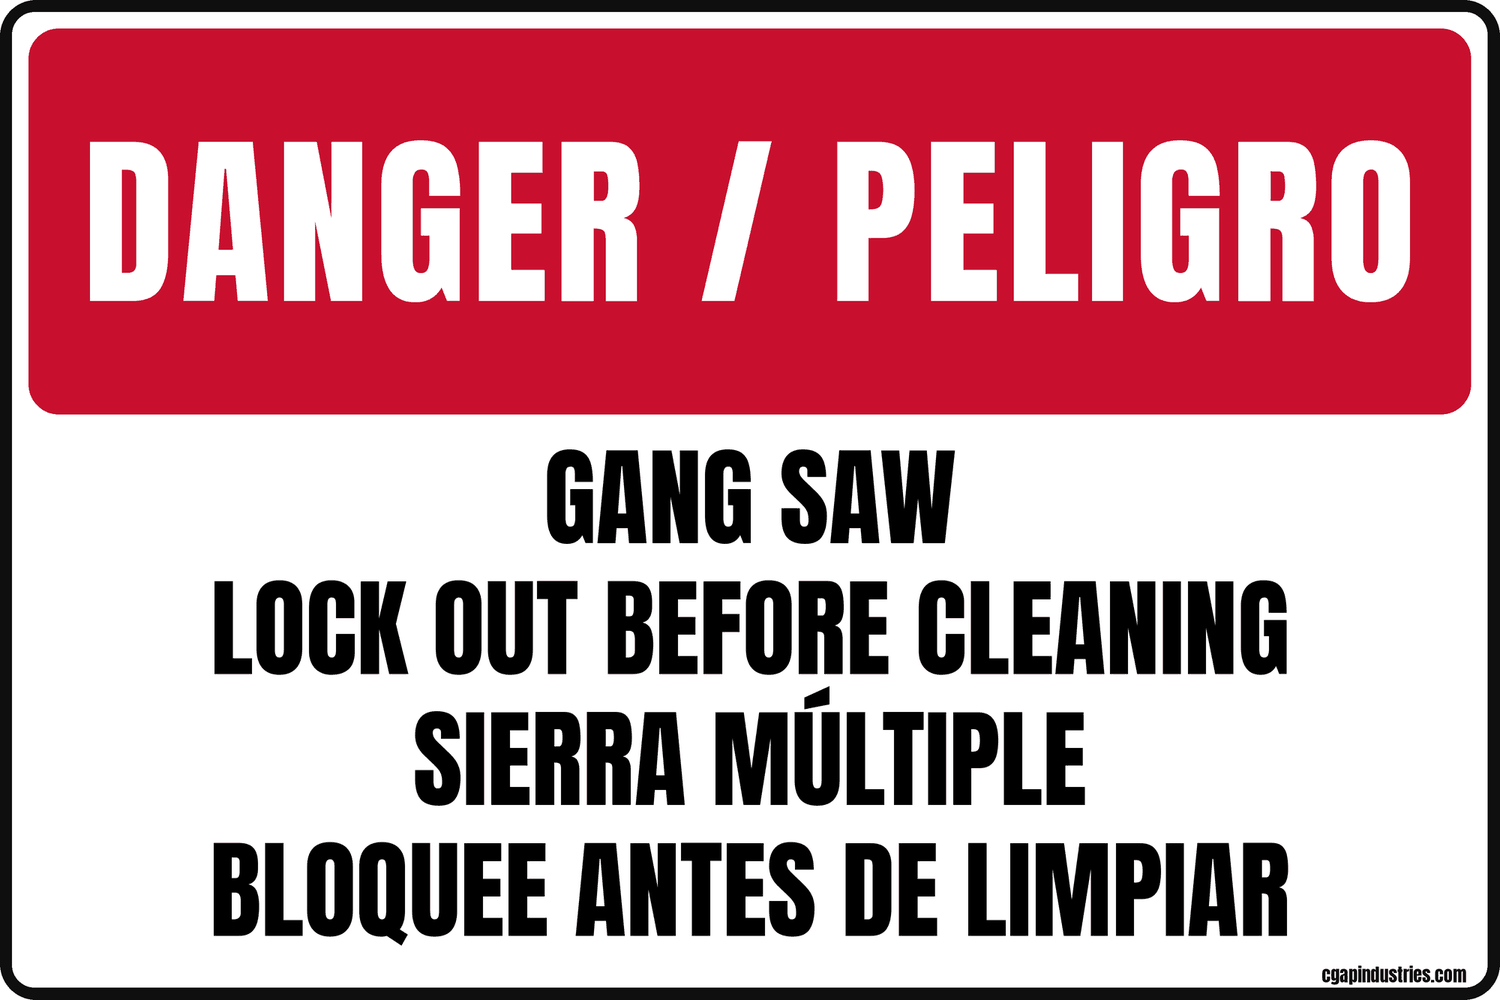 DANGER / PELIGRO
GANG SAW
LOCK OUT BEFORE CLEANING
SIERRA MÚLTIPLE
BLOQUEE ANTES DE LIMPIAR
cgapindustries.com